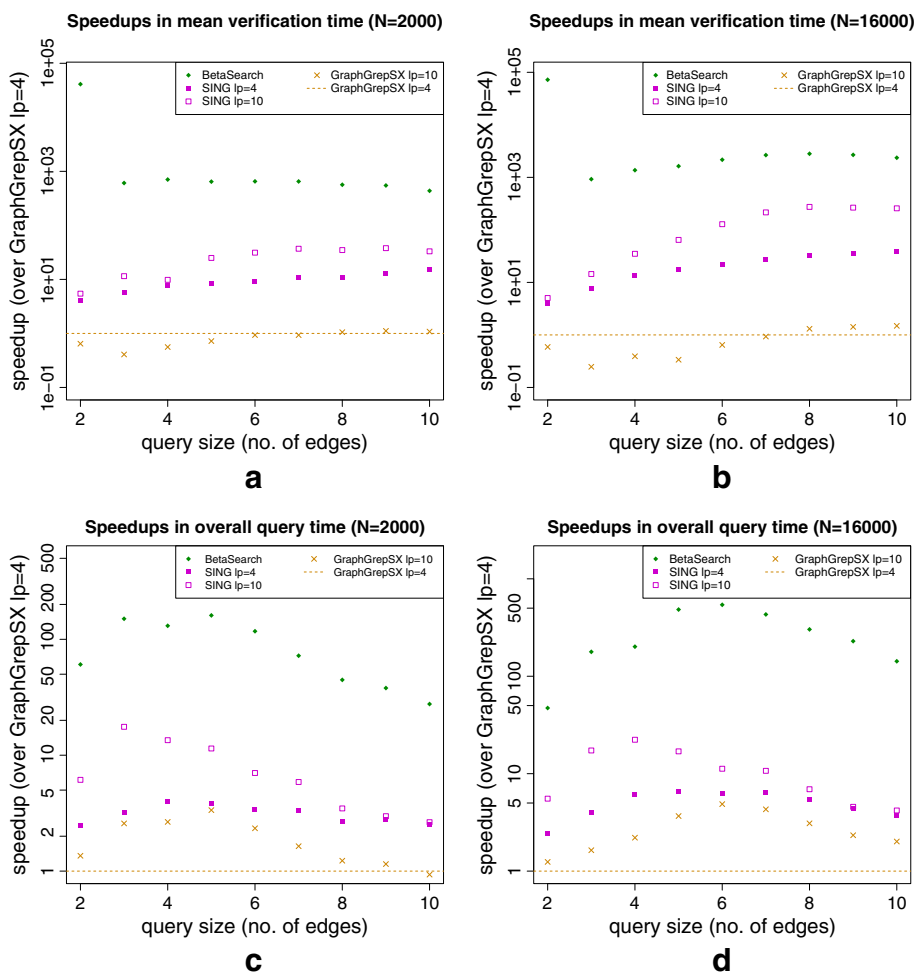 Speedups in mean verification time (N=2000)
speedup (over GraphGrepSX lp=4)
1e+05
1e+03
1e+01
1e−01
BetaSearch
SING lp=4
SING lp=10
GraphGrepSX lp=10
GraphGrepSX lp=4
2 4 6 8 10
query size (no. of edges)
a
Speedups in mean verification time (N=16000)
speedup (over GraphGrepSX lp=4)
1e+05
1e+03
1e+01
1e−01
BetaSearch
SING lp=4
SING lp=10
GraphGrepSX lp=10
GraphGrepSX lp=4
2 4 6 8 10
query size (no. of edges)
b
Speedups in overall query time (N=2000)
speedup (over GraphGrepSX lp=4)
500
200
100
50
20
10
5
2
1
BetaSearch
SING lp=4
SING lp=10
GraphGrepSX lp=10
GraphGrepSX lp=4
2 4 6 8 10
query size (no. of edges)
c
Speedups in overall query time (N=16000)
speedup (over GraphGrepSX lp=4)
500
100
50
10
5
1
BetaSearch
SING lp=4
SING lp=10
GraphGrepSX lp=10
GraphGrepSX lp=4
2 4 6 8 10
query size (no. of edges)
d